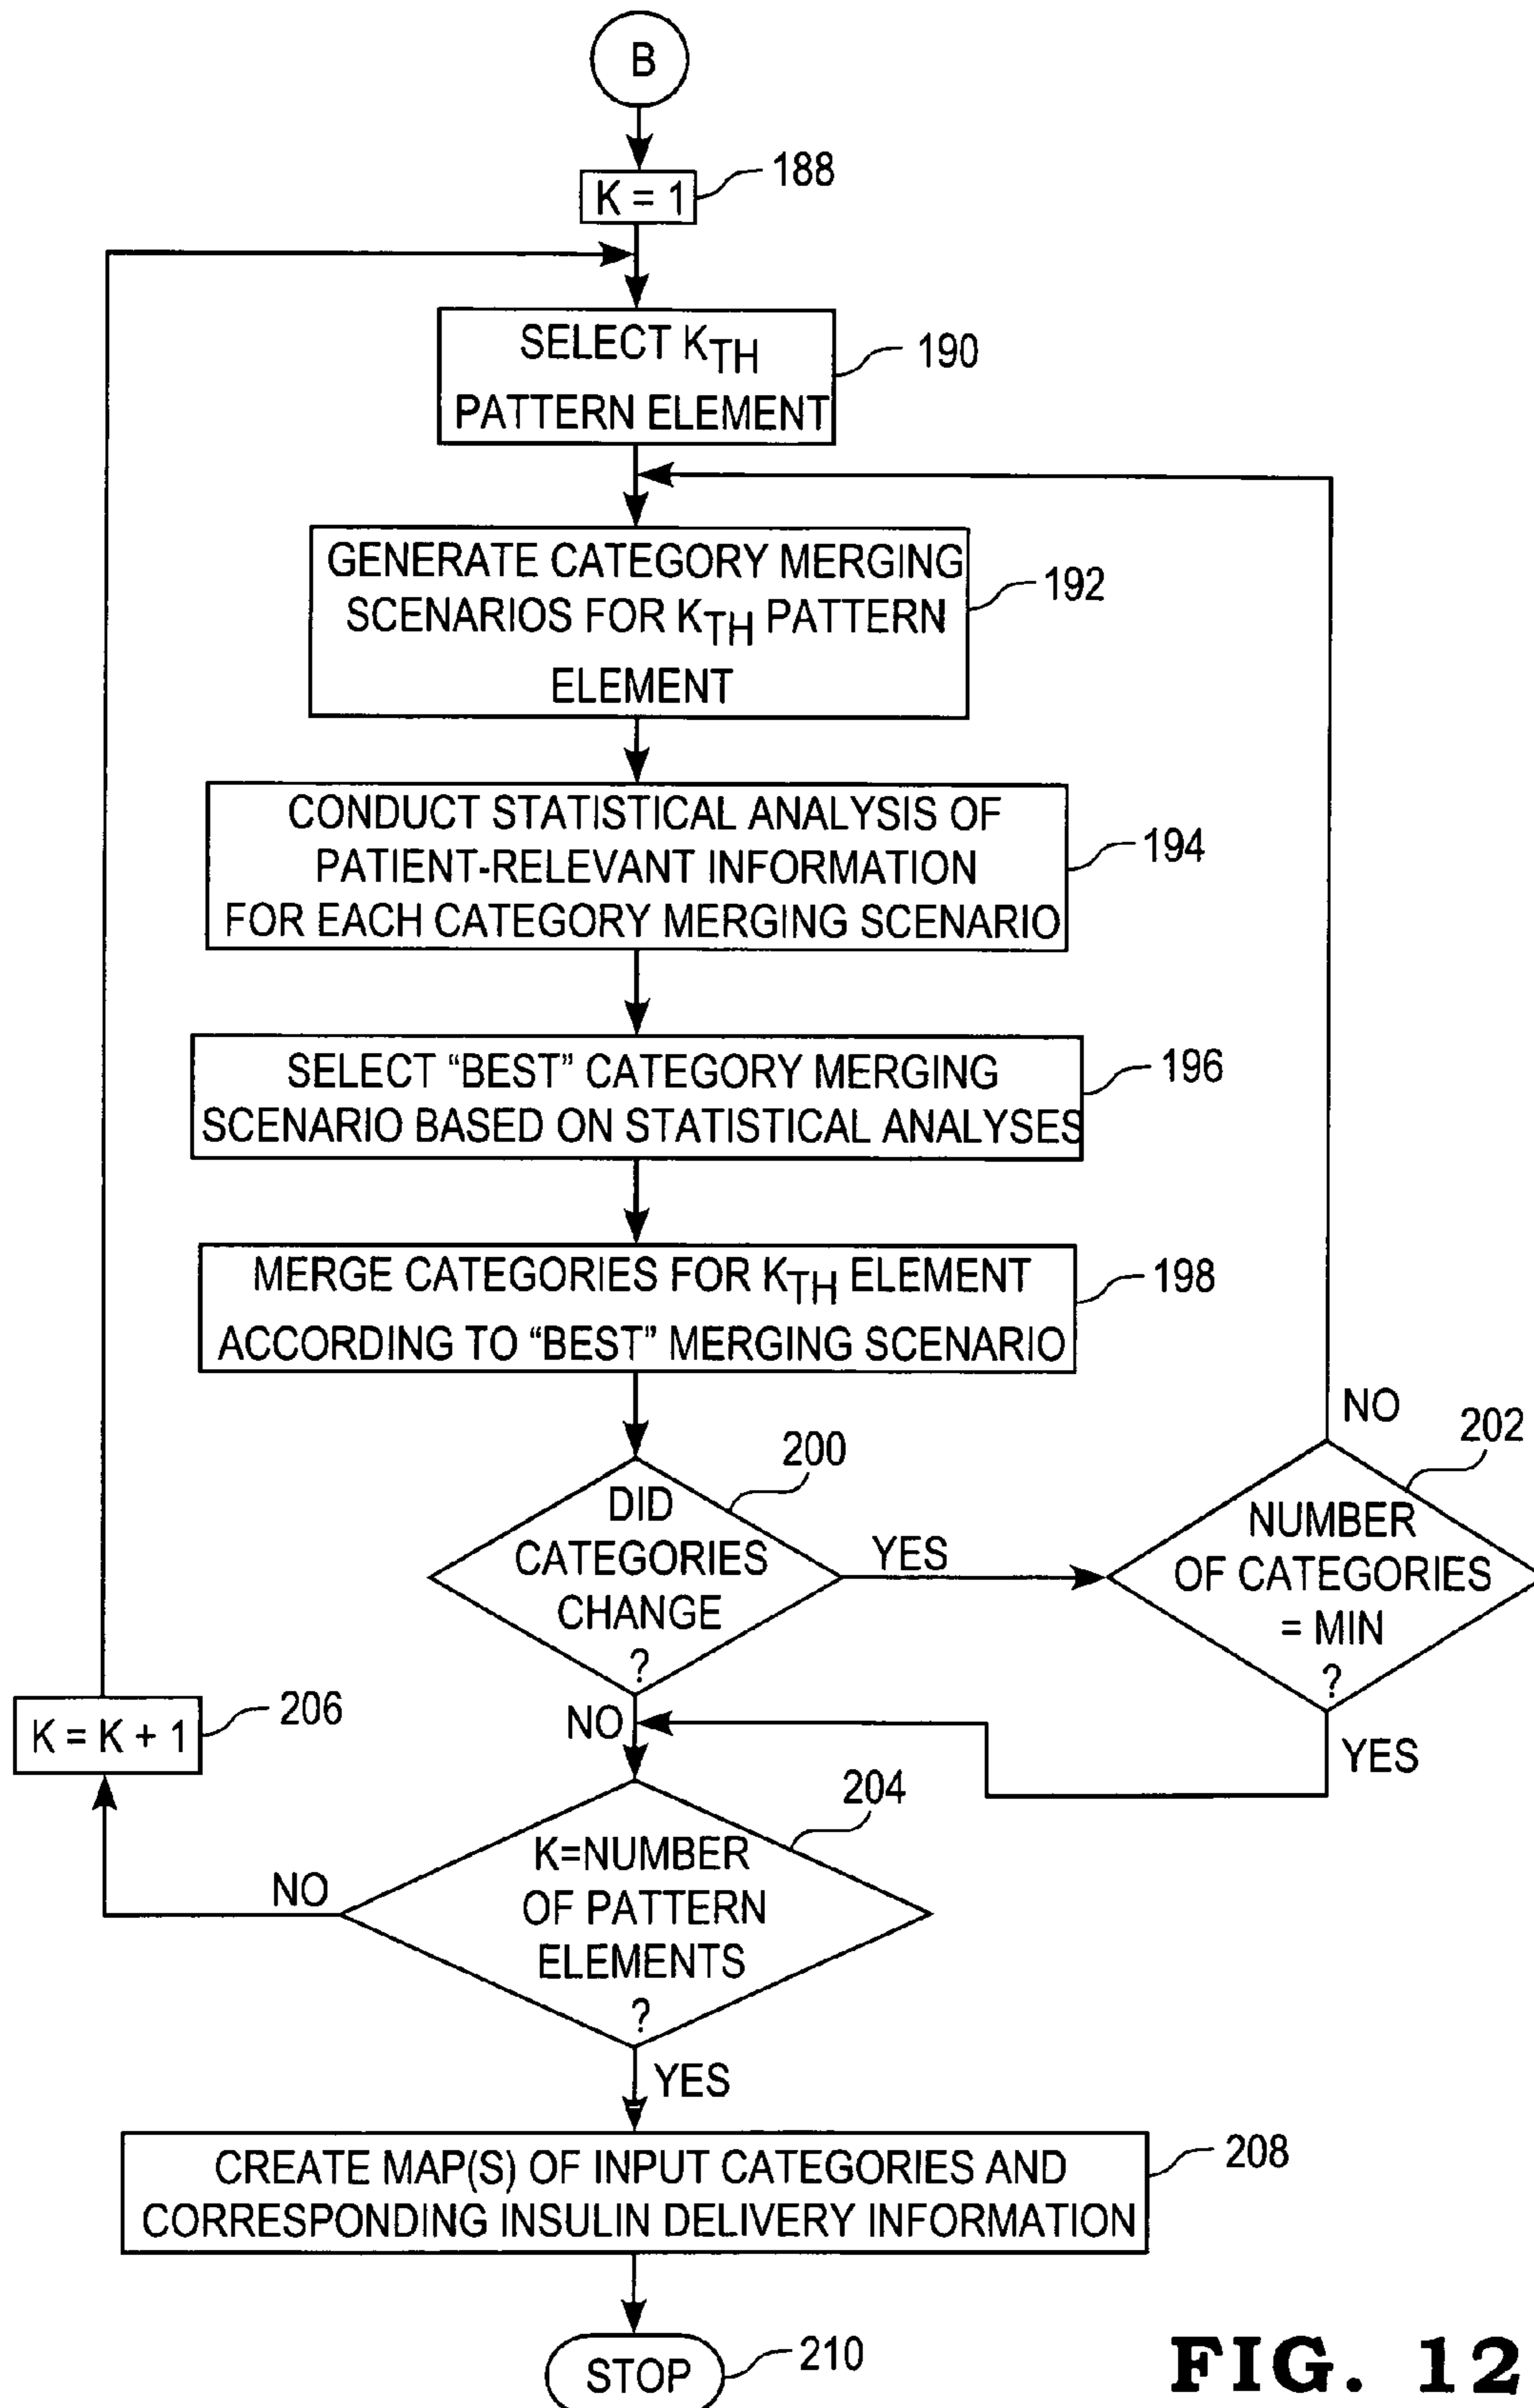 B
K = 1
188
SELECT KTH
PATTERN ELEMENT
190
GENERATE CATEGORY MERGING
SCENARIOS FOR KTH PATTERN
ELEMENT
192
CONDUCT STATISTICAL ANALYSIS OF
PATIENT-RELEVANT INFORMATION
FOR EACH CATEGORY MERGING SCENARIO
194
SELECT “BEST” CATEGORY MERGING
SCENARIO BASED ON STATISTICAL ANALYSES
196
MERGE CATEGORIES FOR KTH ELEMENT
ACCORDING TO “BEST” MERGING SCENARIO
198
DID
CATEGORIES
CHANGE
?
200
YES
NO
NUMBER
OF CATEGORIES
= MIN
?
202
NO
YES
K = K + 1
206
K=NUMBER
OF PATTERN
ELEMENTS
?
204
NO
YES
CREATE MAP(S) OF INPUT CATEGORIES AND
CORRESPONDING INSULIN DELIVERY INFORMATION
208
STOP
210
FIG. 12